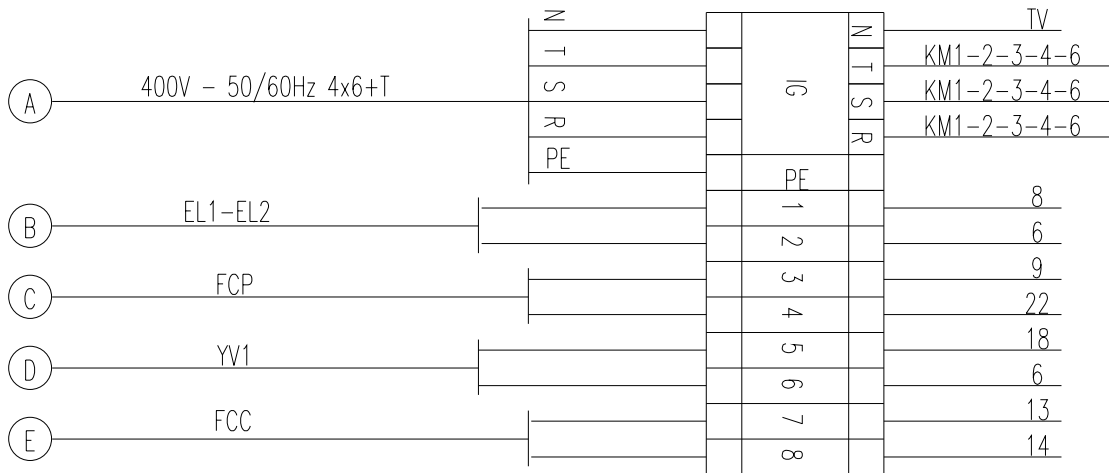 N N TV
T T KM1-2-3-4-6
A 400V - 50/60Hz 4x6+T S IG S KM1-2-3-4-6
R R KM1-2-3-4-6
PE PE
B EL1-EL2 1 8
2 6
C FCP 3 9
4 22
D YV1 5 18
6 6
E FCC 7 13
8 14